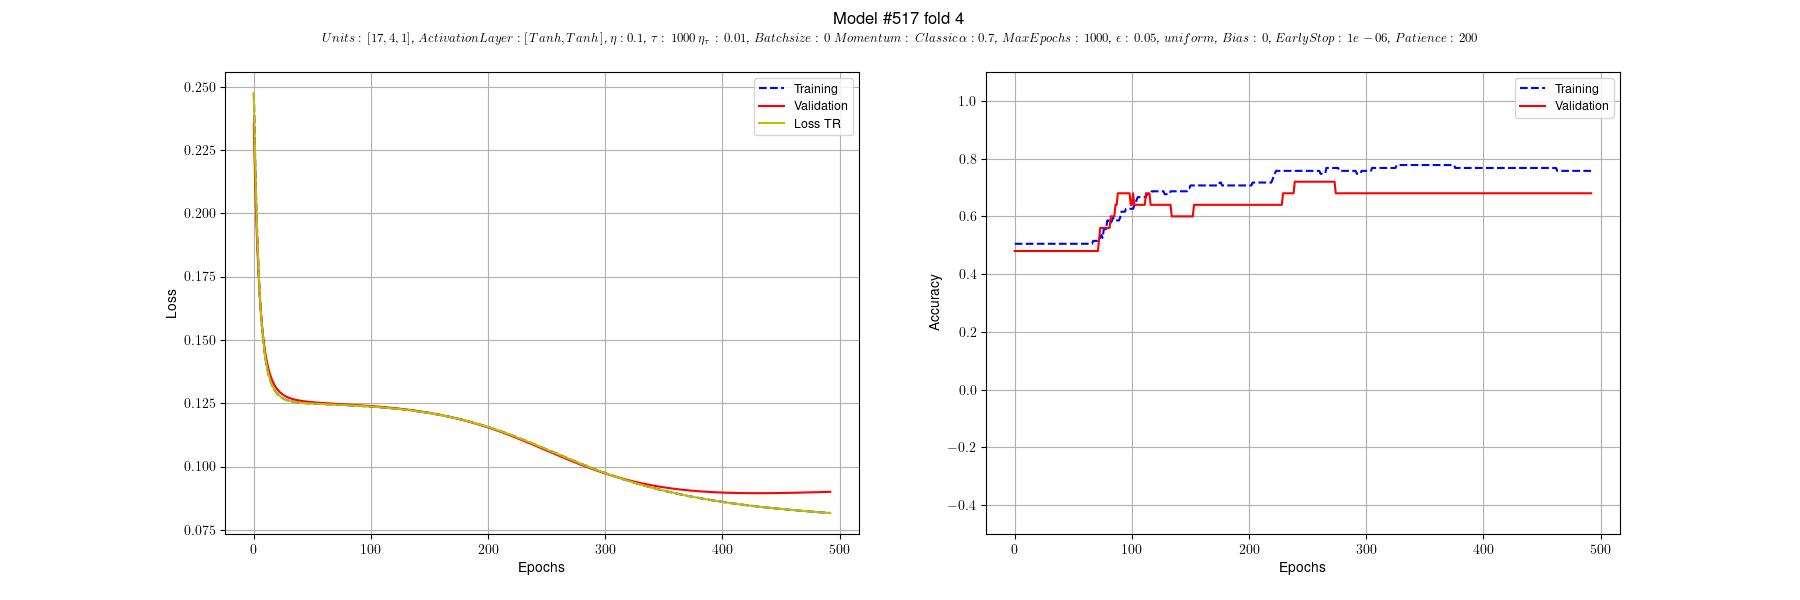 Model #517 fold 4
Units : [17, 4, 1], ActivationLayer : [Tanh, Tanh], η : 0.1, τ : 1000 η_τ : 0.01, Batchsize : 0 Momentum : Classic α : 0.7, MaxEpochs : 1000, ϵ : 0.05, uniform, Bias : 0, EarlyStop : 1e − 06, Patience : 200
Loss
0.250
0.225
0.200
0.175
0.150
0.125
0.100
0.075
0 100 200 300 400 500
Epochs
Training
Validation
Loss TR
Accuracy
1.0
0.8
0.6
0.4
0.2
0.0
−0.2
−0.4
0 100 200 300 400 500
Epochs
Training
Validation